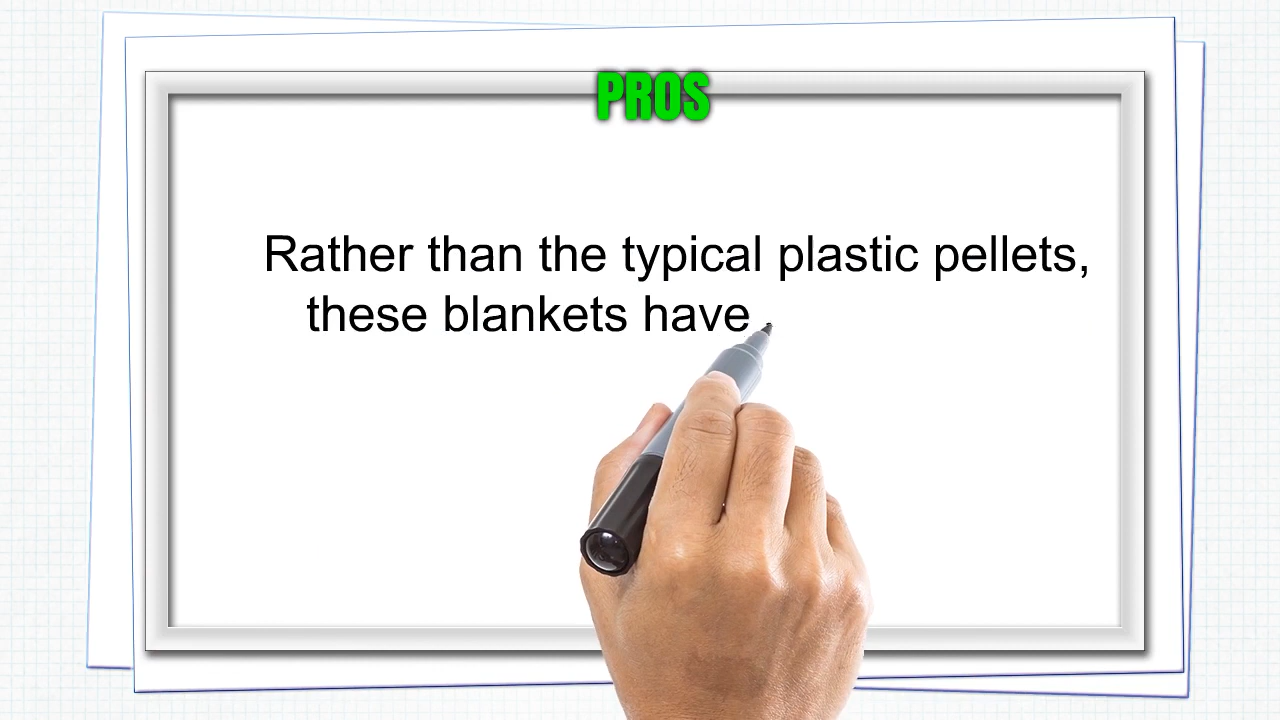 PROS
Rather than the typical plastic pellets,
these blankets have